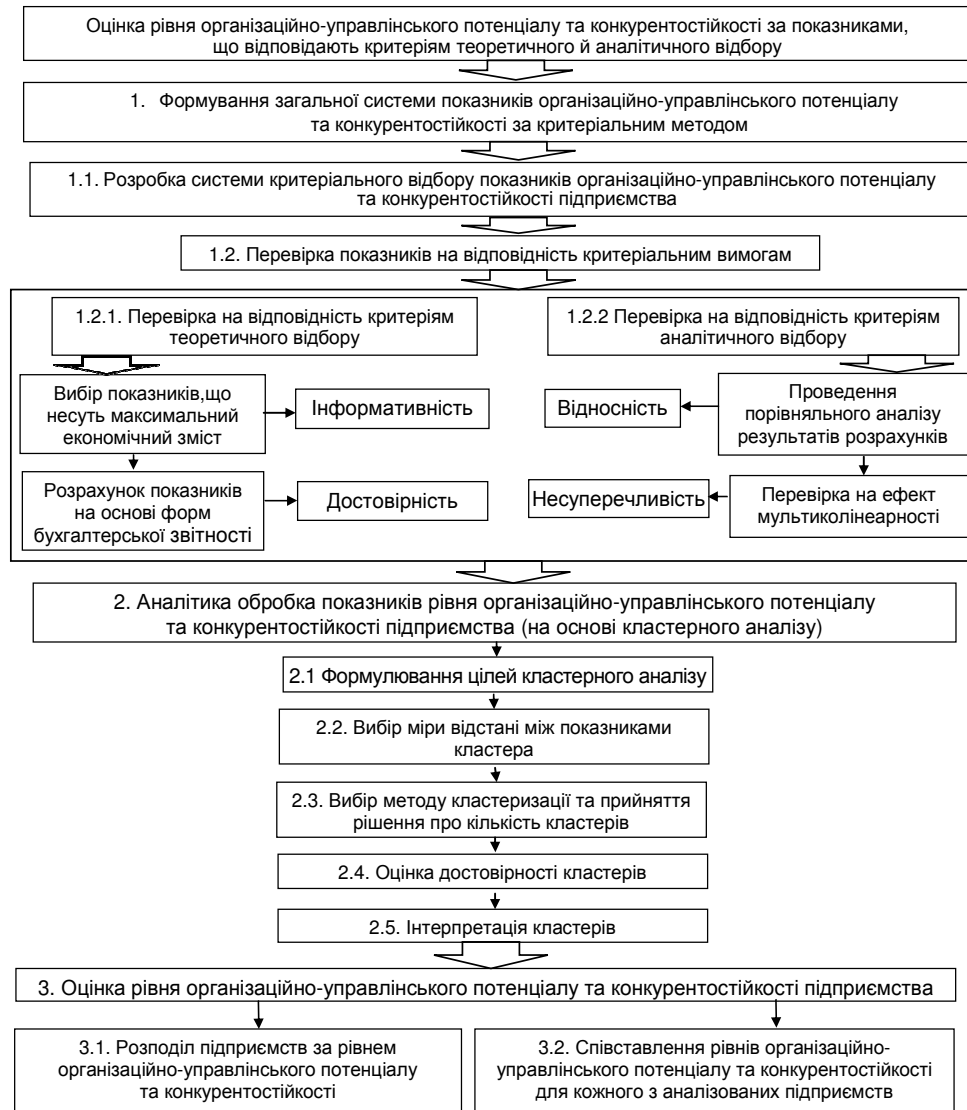 Оцінка рівня організаційно-управлінського потенціалу та конкурентостійкості за показниками,
що відповідають критеріям теоретичного й аналітичного відбору
1. Формування загальної системи показників організаційно-управлінського потенціалу
та конкурентостійкості за критеріальним методом
1.1. Розробка системи критеріального відбору показників організаційно-управлінського потенціалу
та конкурентостійкості підприємства
1.2. Перевірка показників на відповідність критеріальним вимогам
1.2.1. Перевірка на відповідність критеріям
теоретичного відбору
Вибір показників,що
несуть максимальний
економічний зміст
Інформативність
Розрахунок показників
на основі форм
бухгалтерської звітності
Достовірність
1.2.2 Перевірка на відповідність критеріям
аналітичного відбору
Відносність
Проведення
порівняльного аналізу
результатів розрахунків
Несуперечливість
Перевірка на ефект
мультиколінеарності
2. Аналітика обробка показників рівня організаційно-управлінського потенціалу
та конкурентостійкості підприємства (на основі кластерного аналізу)
2.1 Формулювання цілей кластерного аналізу
2.2. Вибір міри відстані між показниками
кластера
2.3. Вибір методу кластеризації та прийняття
рішення про кількість кластерів
2.4. Оцінка достовірності кластерів
2.5. Інтерпретація кластерів
3. Оцінка рівня організаційно-управлінського потенціалу та конкурентостійкості підприємства
3.1. Розподіл підприємств за рівнем
організаційно-управлінського потенціалу
та конкурентостійкості
3.2. Співставлення рівнів організаційно-
управлінського потенціалу та конкурентостійкості
для кожного з аналізованих підприємств